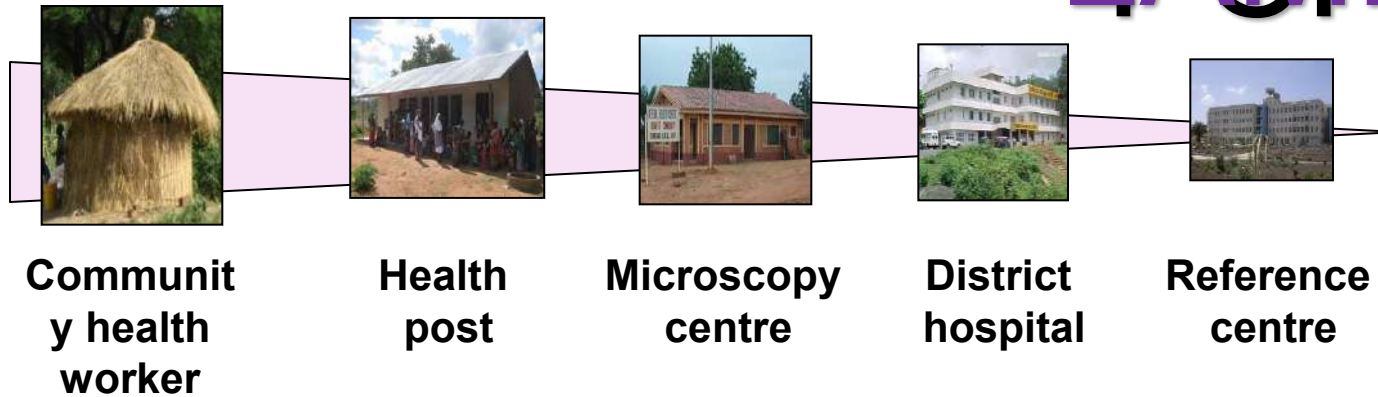 Communit
y health
worker
Health
post
Microscopy
centre
District
hospital
Reference
centre